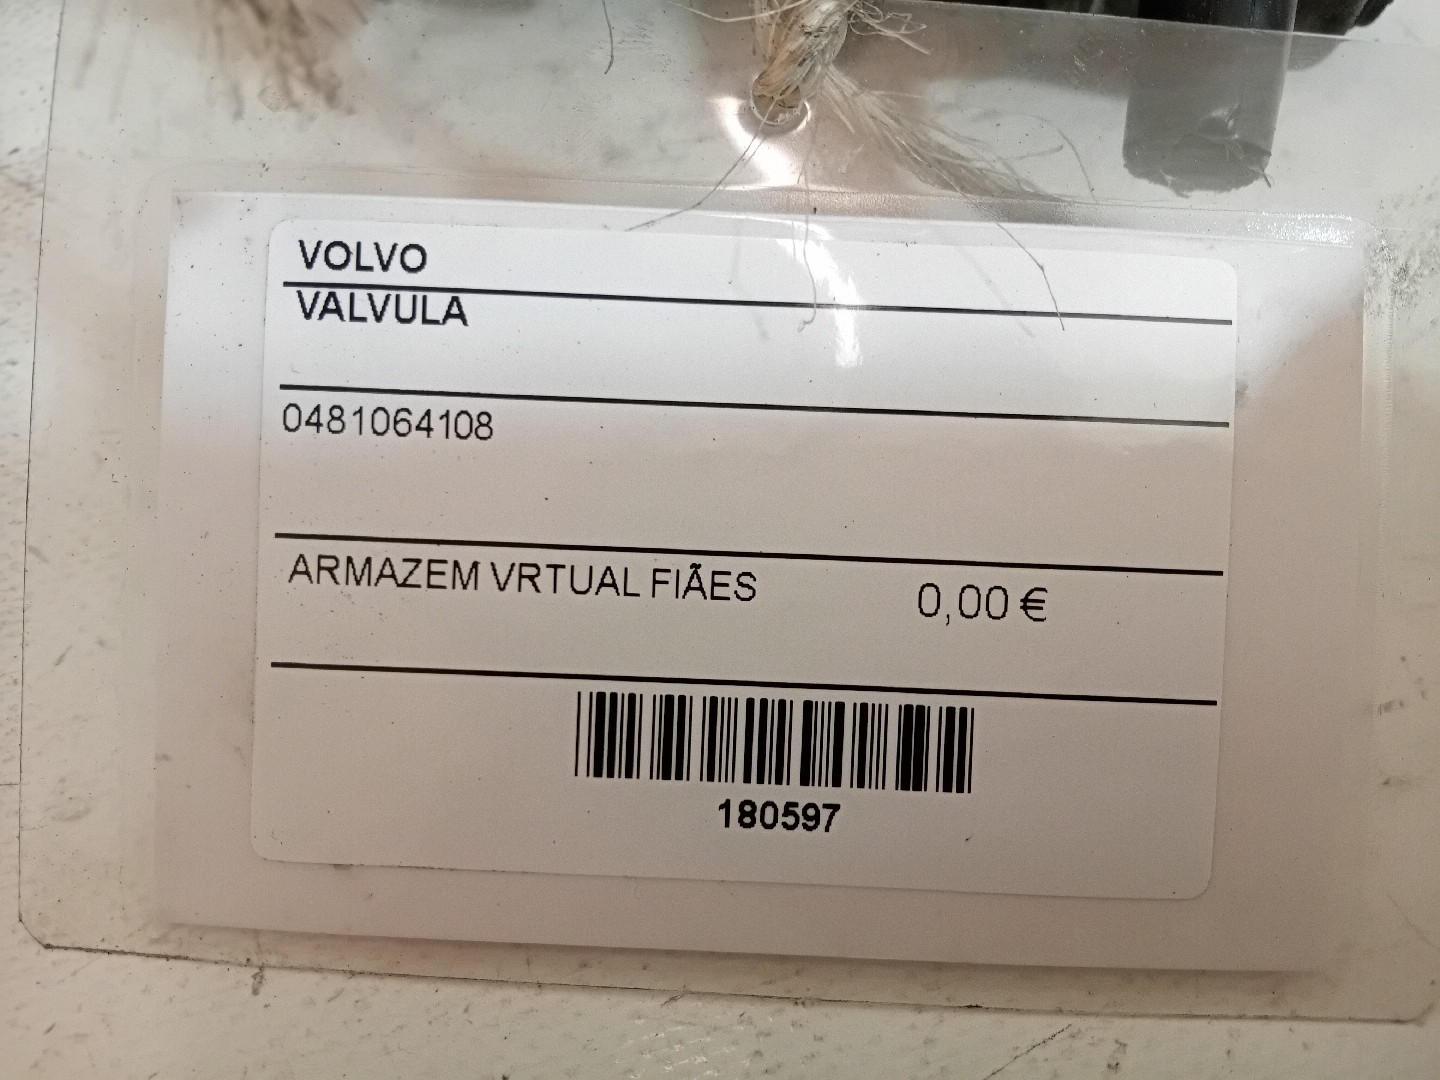 VOLVO
VALVULA
0481064108
ARMAZEM VRTUAL FIÃES 0,00 €
180597